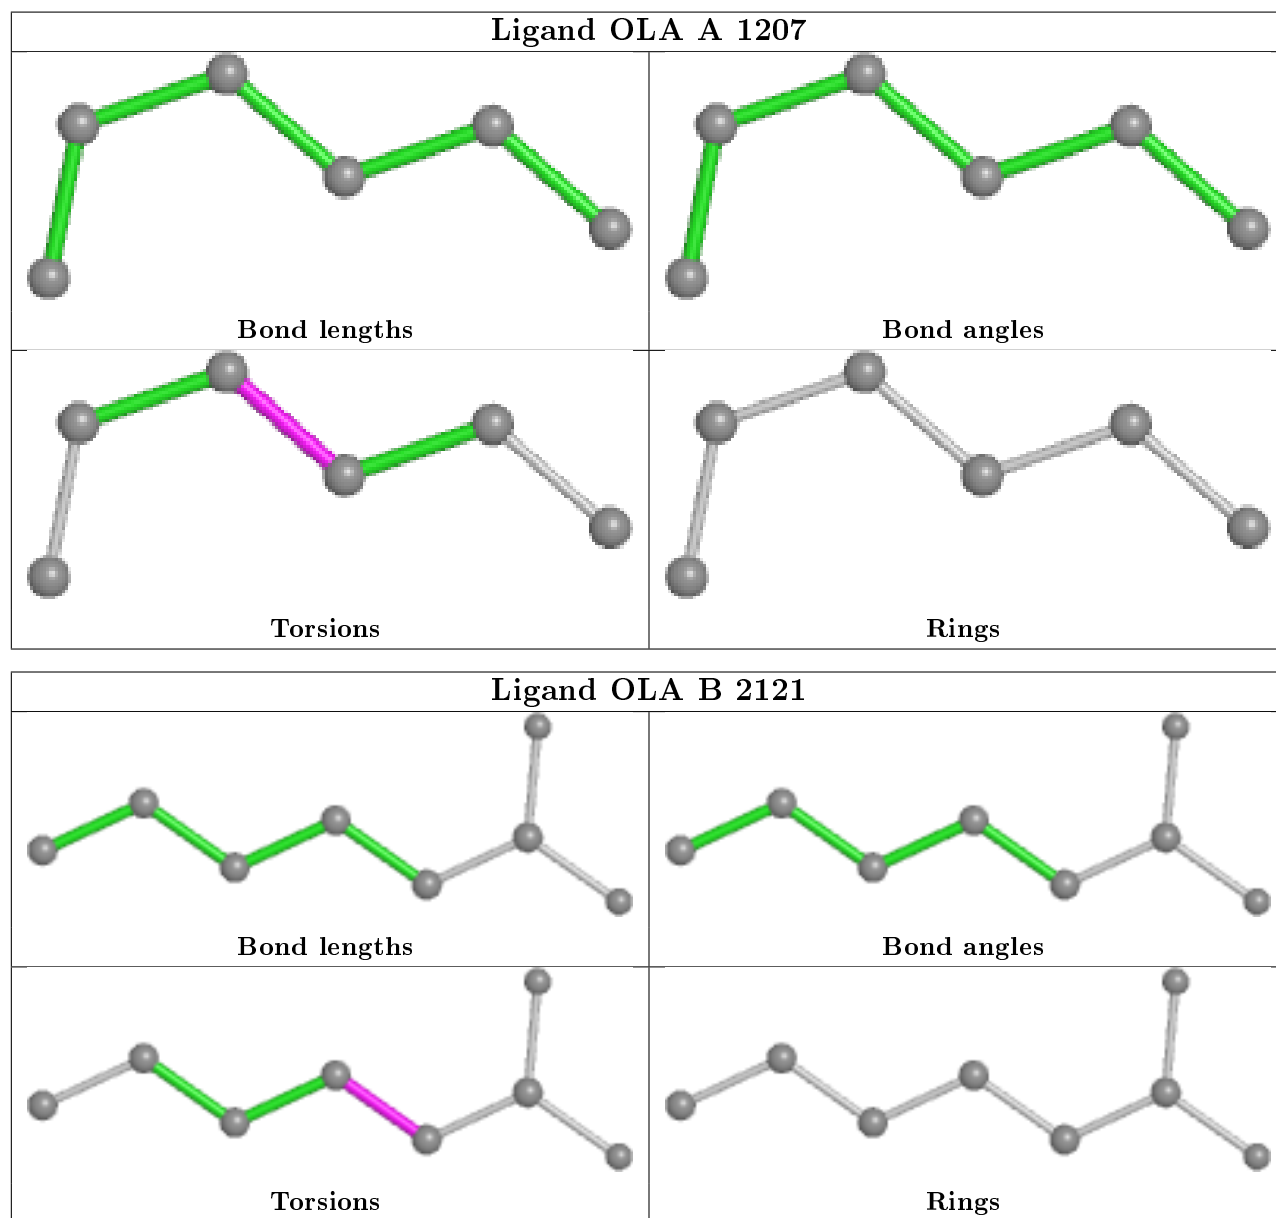 Ligand OLA A 1207
Bond lengths
Bond angles
Torsions
Rings
Ligand OLA B 2121
Bond lengths
Bond angles
Torsions
Rings